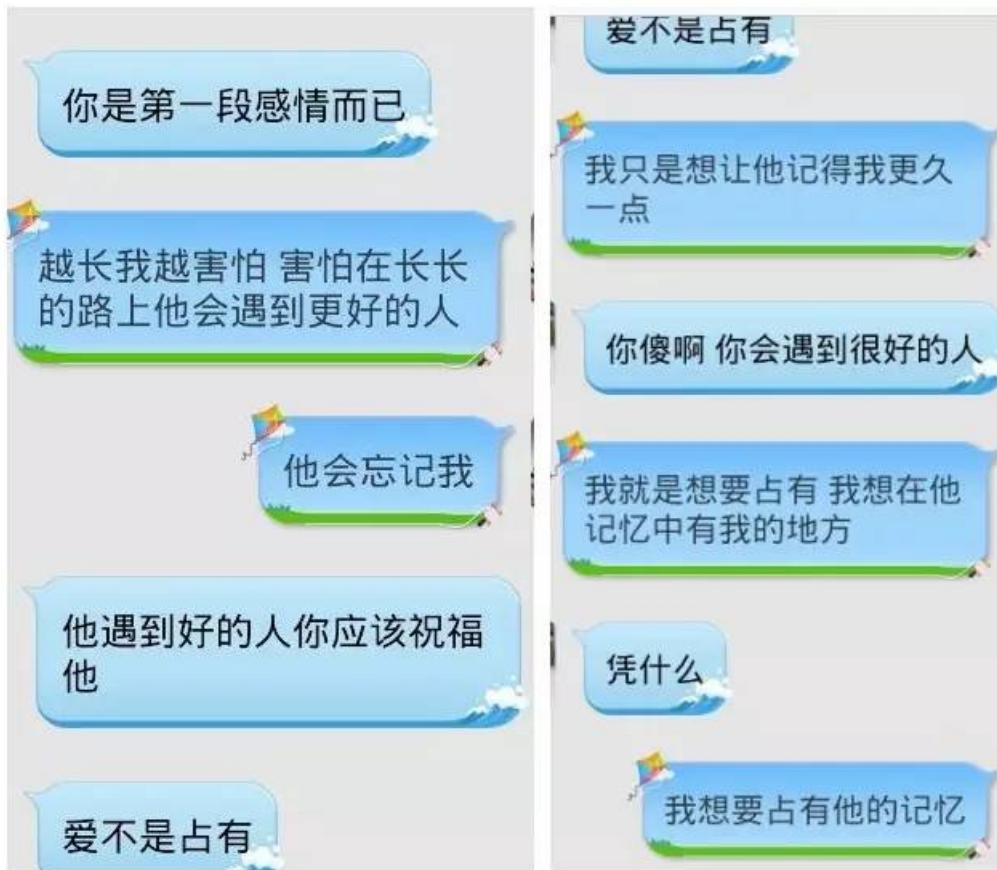 你是第一段感情而已
越长我越害怕 害怕在长长
的路上他会遇到更好的人
他会忘记我
他遇到好的人你应该祝福
他
爱不是占有
爱不是占有
我只是想让他记得我更久
一点
你傻啊 你会遇到很好的人
我就是想要占有 我想在他
记忆中有我的地方
凭什么
我想要占有他的记忆